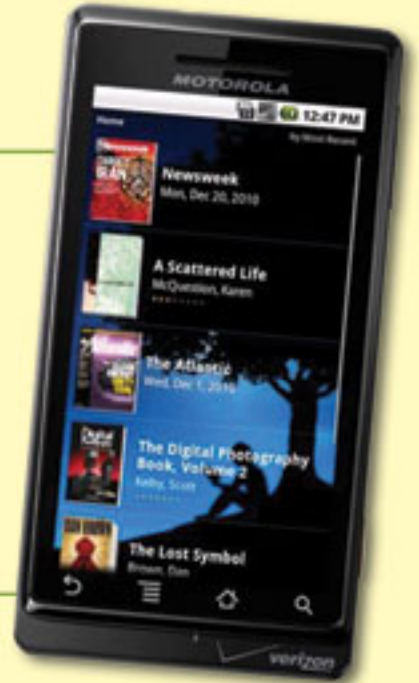 MOTOROLA
12:47 PM
Home
By Most Recent
Newsweek
Mon, Dec 20, 2010
A Scattered Life
McQuestion, Karen
The Atlantic
Wed, Dec 1, 2010
The Digital Photography
Book, Volume 2
Kelby, Scott
The Lost Symbol
Brown, Dan
verizon